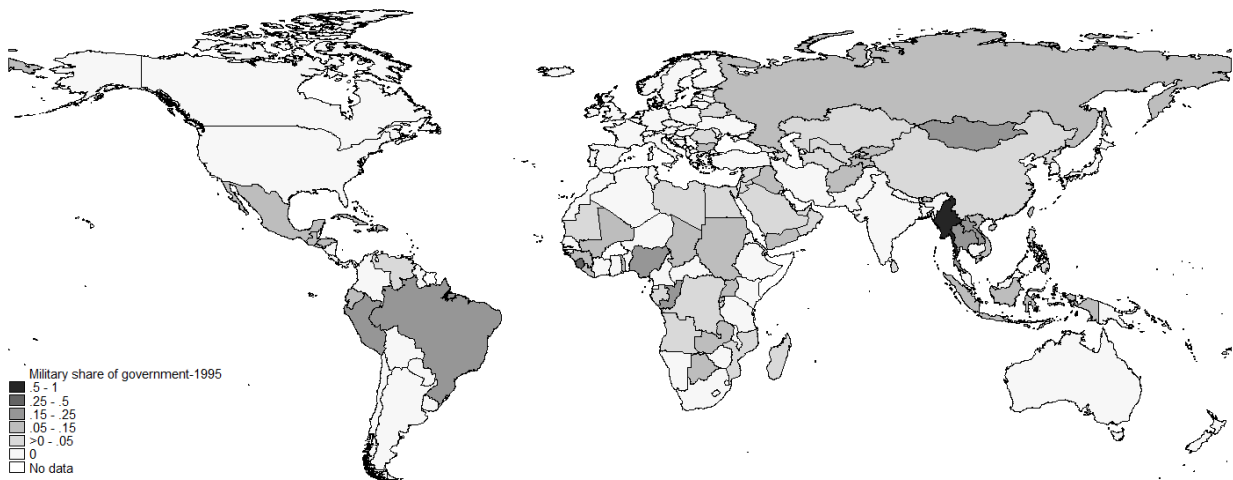 Military share of government-1995
.5 - 1
.25 - .5
.15 - .25
.05 - .15
>0 - .05
0
No data